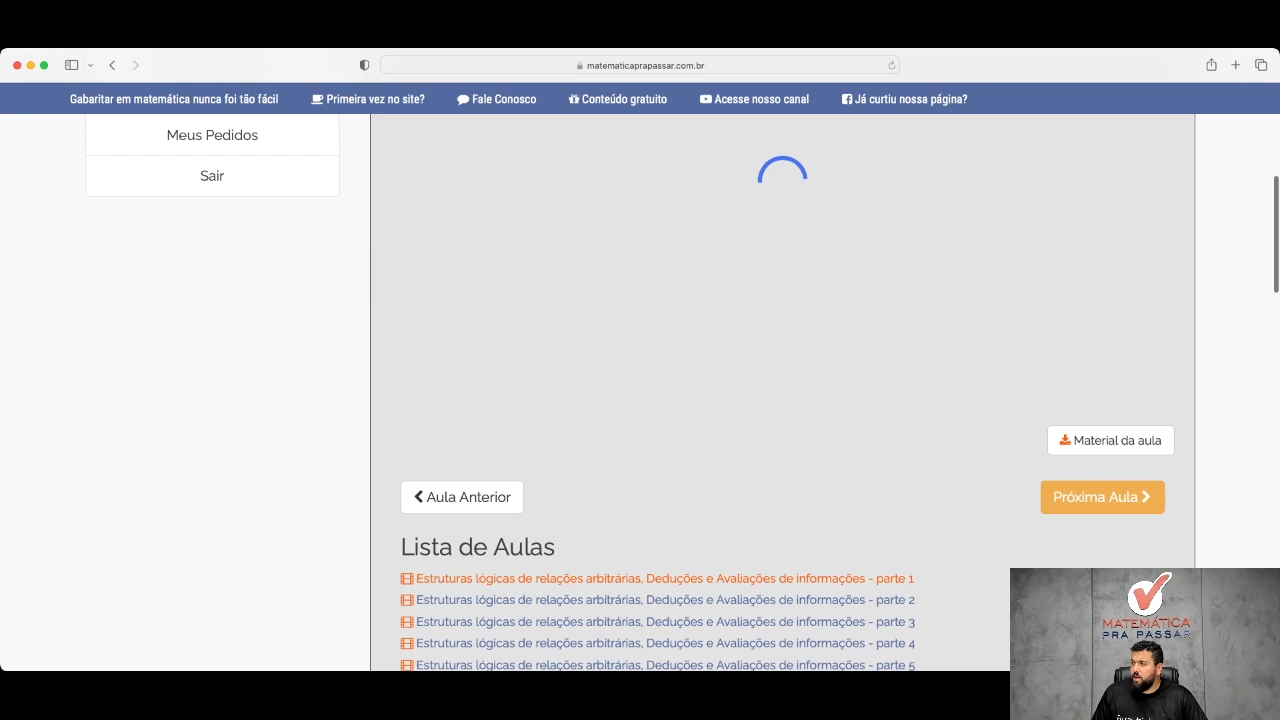 matematicaprapassar.com.br
Gabaritar em matemática nunca foi tão fácil
Primeira vez no site?
Fale Conosco
Conteúdo gratuito
Acesse nosso canal
Já curtiu nossa página?
Meus Pedidos
Sair
Material da aula
Aula Anterior
Próxima Aula
Lista de Aulas
Estruturas lógicas de relações arbitrárias, Deduções e Avaliações de informações - parte 1
Estruturas lógicas de relações arbitrárias, Deduções e Avaliações de informações - parte 2
Estruturas lógicas de relações arbitrárias, Deduções e Avaliações de informações - parte 3
Estruturas lógicas de relações arbitrárias, Deduções e Avaliações de informações - parte 4
Estruturas lógicas de relações arbitrárias, Deduções e Avaliações de informações - parte 5
MATEMÁTICA
PRA PASSAR